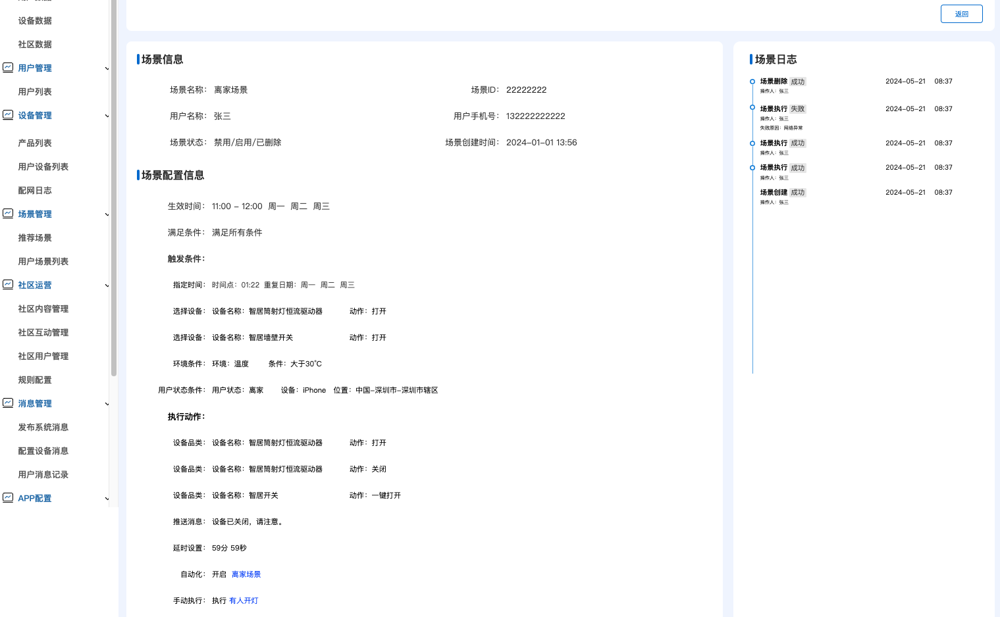 设备数据
社区数据
用户管理
用户列表
设备管理
产品列表
用户设备列表
配网日志
场景管理
推荐场景
用户场景列表
社区运营
社区内容管理
社区互动管理
社区用户管理
规则配置
消息管理
发布系统消息
配置设备消息
用户消息记录
APP配置
返回
场景信息
场景名称： 离家场景 场景ID： 22222222
用户名称： 张三 用户手机号： 132222222222
场景状态： 禁用/启用/已删除 场景创建时间： 2024-01-01 13:56
场景配置信息
生效时间： 11:00 - 12:00 周一 周二 周三
满足条件： 满足所有条件
触发条件：
指定时间： 时间点：01:22 重复日期：周一 周二 周三
选择设备： 设备名称：智居筒射灯恒流驱动器 动作：打开
选择设备： 设备名称：智居墙壁开关 动作：打开
环境条件： 环境：温度 条件：大于30℃
用户状态条件： 用户状态：离家 设备：iPhone 位置：中国-深圳市-深圳市辖区
执行动作：
设备品类： 设备名称：智居筒射灯恒流驱动器 动作：打开
设备品类： 设备名称：智居筒射灯恒流驱动器 动作：关闭
设备品类： 设备名称：智居开关 动作：一键打开
推送消息： 设备已关闭，请注意。
延时设置： 59分 59秒
自动化： 开启 离家场景
手动执行： 执行 有人开灯
场景日志
场景删除 成功 2024-05-21 08:37
操作人：张三
场景执行 失败 2024-05-21 08:37
操作人：张三
失败原因：网络异常
场景执行 成功 2024-05-21 08:37
操作人：张三
场景执行 成功 2024-05-21 08:37
操作人：张三
场景创建 成功 2024-05-21 08:37
操作人：张三